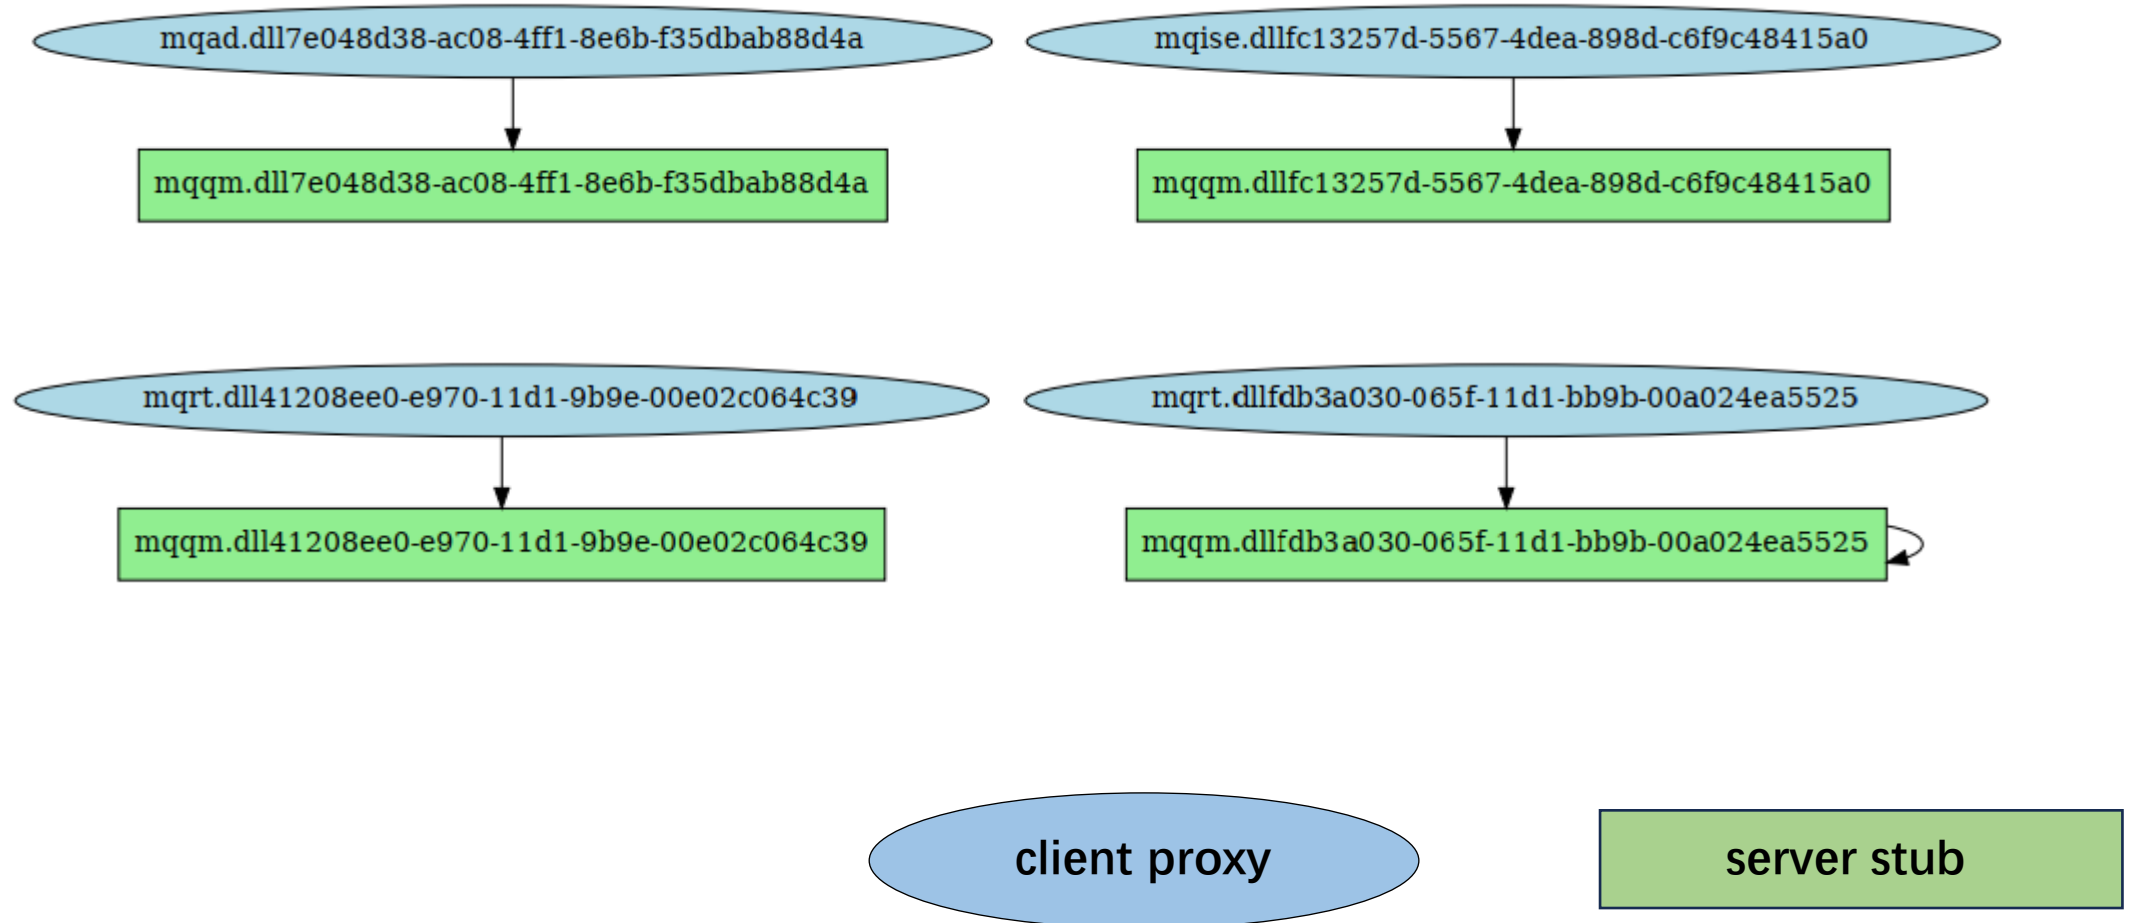 mqad.dll7e048d38-ac08-4ff1-8e6b-f35dbab88d4a
mqise.dllfc13257d-5567-4dea-898d-c6f9c48415a0
mqqm.dll7e048d38-ac08-4ff1-8e6b-f35dbab88d4a
mqqm.dllfc13257d-5567-4dea-898d-c6f9c48415a0
mqrt.dll41208ee0-e970-11d1-9b9e-00e02c064c39
mqrt.dllfdb3a030-065f-11d1-bb9b-00a024ea5525
mqqm.dll41208ee0-e970-11d1-9b9e-00e02c064c39
mqqm.dllfdb3a030-065f-11d1-bb9b-00a024ea5525
client proxy
server stub